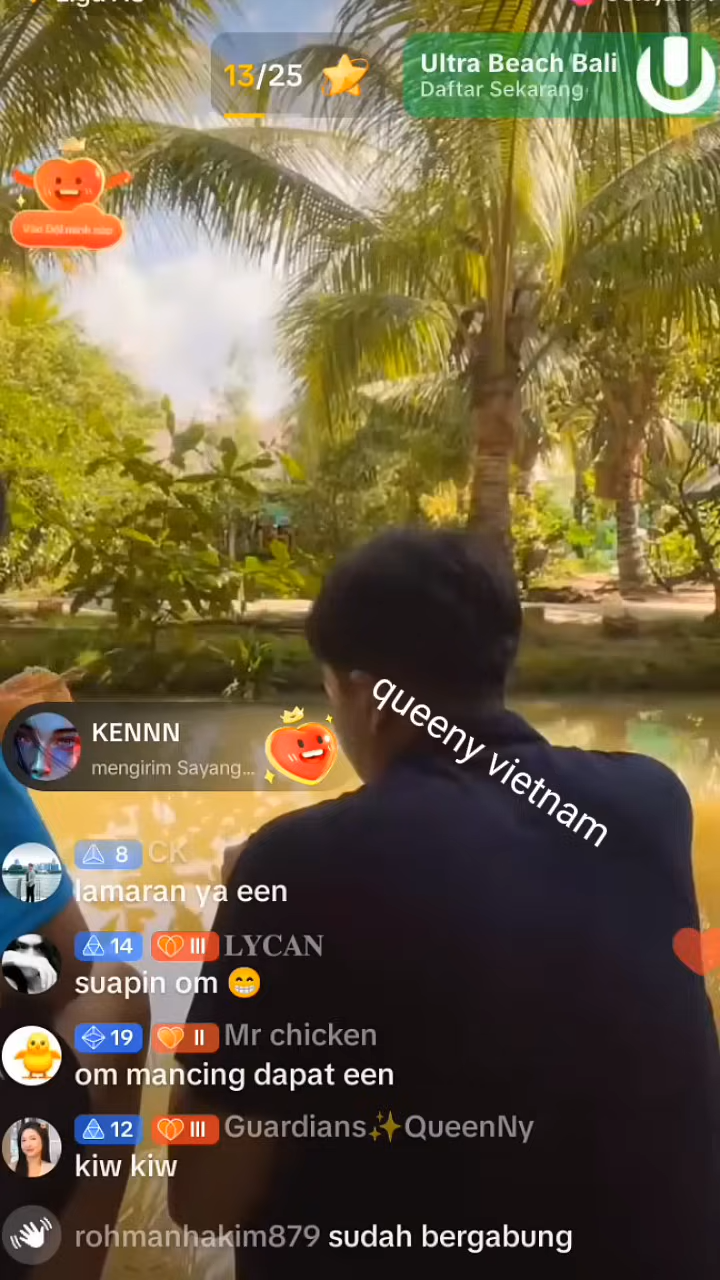 13/25
Ultra Beach Bali
Daftar Sekarang
queeny vietnam
KENNN
mengirim Sayang...
8 CK
lamaran ya een
14 III LYCAN
suapin om 😁
19 II Mr chicken
om mancing dapat een
12 III Guardians✨QueenNy
kiw kiw
rohmanhakim879 sudah bergabung